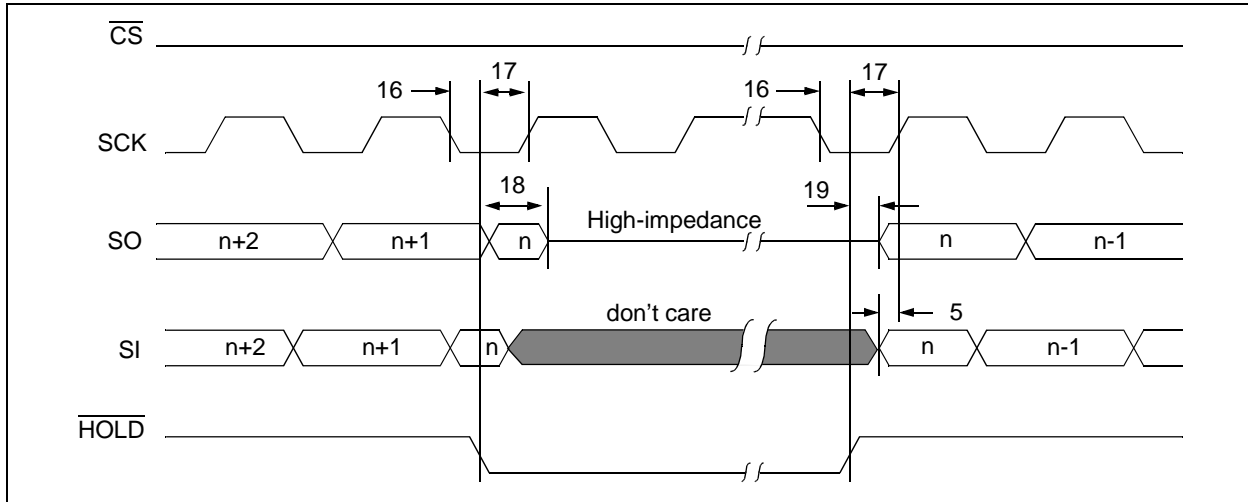 CS
17
17
16
16
SCK
18
19
High-impedance
SO
n+2
n+1
n
n
n-1
don't care
5
SI
n+2
n+1
n
n
n-1
HOLD